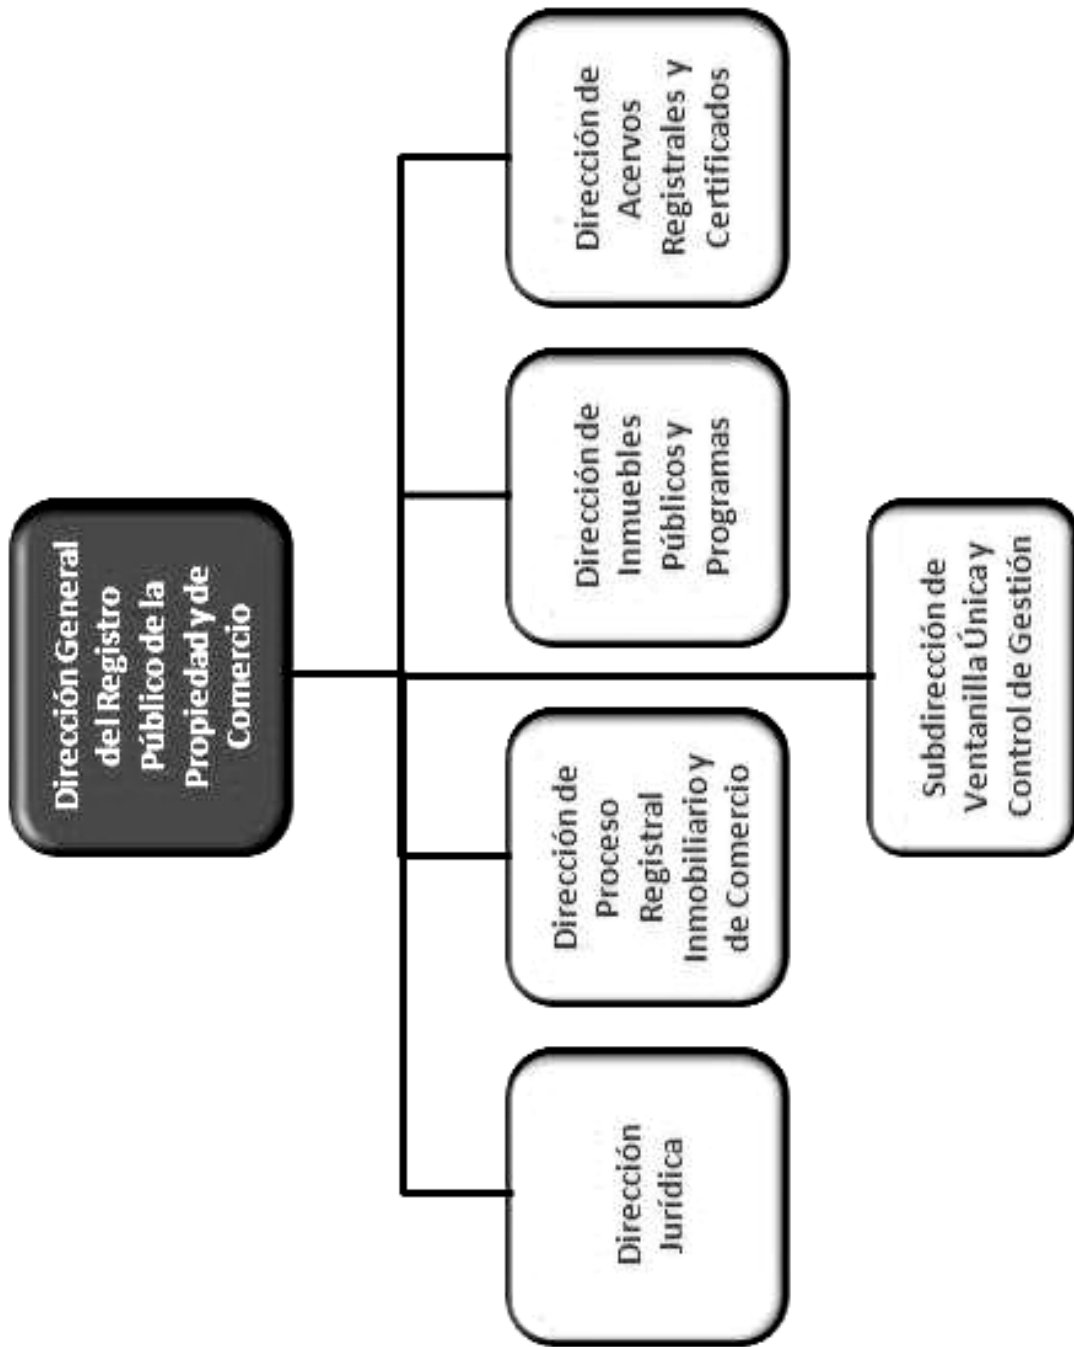 Dirección General
del Registro
Público de la
Propiedad y de
Comercio
Dirección
Jurídica
Dirección de
Proceso
Registral
Inmobiliario y
de Comercio
Dirección de
Inmuebles
Públicos y
Programas
Dirección de
Acervos
Registrales y
Certificados
Subdirección de
Ventanilla Única y
Control de Gestión